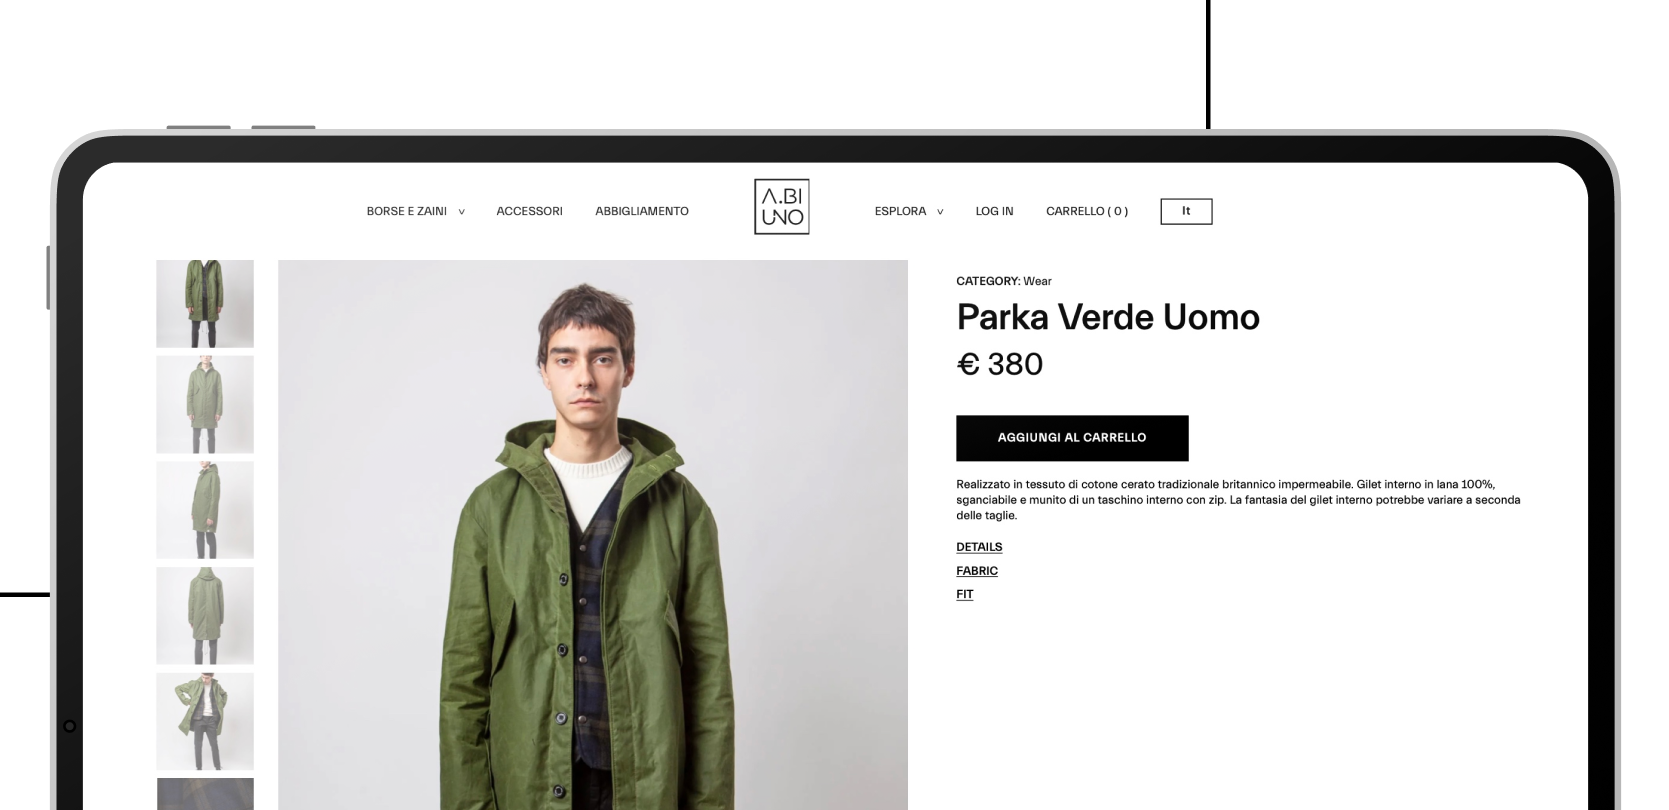 BORSE E ZAINI v ACCESSORI ABBIGLIAMENTO A.BI UNO ESPLORA v LOG IN CARRELLO ( 0 ) It
CATEGORY: Wear
Parka Verde Uomo
€ 380
AGGIUNGI AL CARRELLO
Realizzato in tessuto di cotone cerato tradizionale britannico impermeabile. Gilet interno in lana 100%,
sganciabile e munito di un taschino interno con zip. La fantasia del gilet interno potrebbe variare a seconda
delle taglie.
DETAILS
FABRIC
FIT